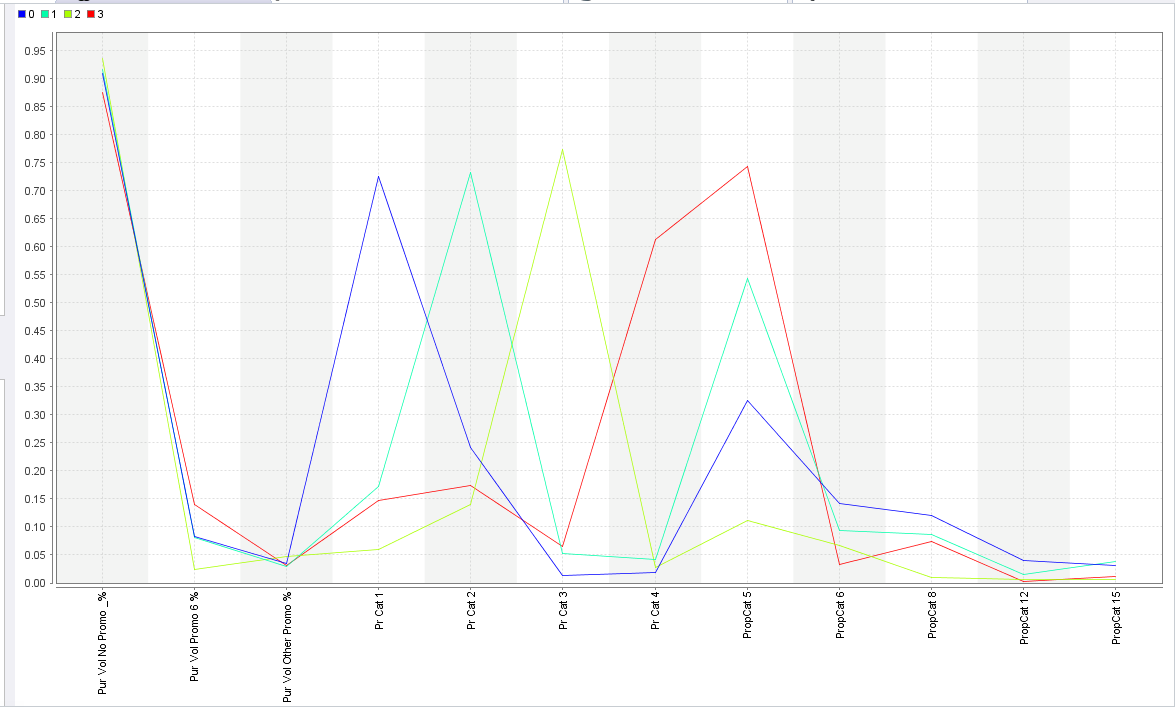 0 1 2 3
0.95
0.90
0.85
0.80
0.75
0.70
0.65
0.60
0.55
0.50
0.45
0.40
0.35
0.30
0.25
0.20
0.15
0.10
0.05
0.00
Pur Vol No Promo _%
Pur Vol Promo 6 %
Pur Vol Other Promo %
Pr Cat 1
Pr Cat 2
Pr Cat 3
Pr Cat 4
PropCat 5
PropCat 6
PropCat 8
PropCat 12
PropCat 15